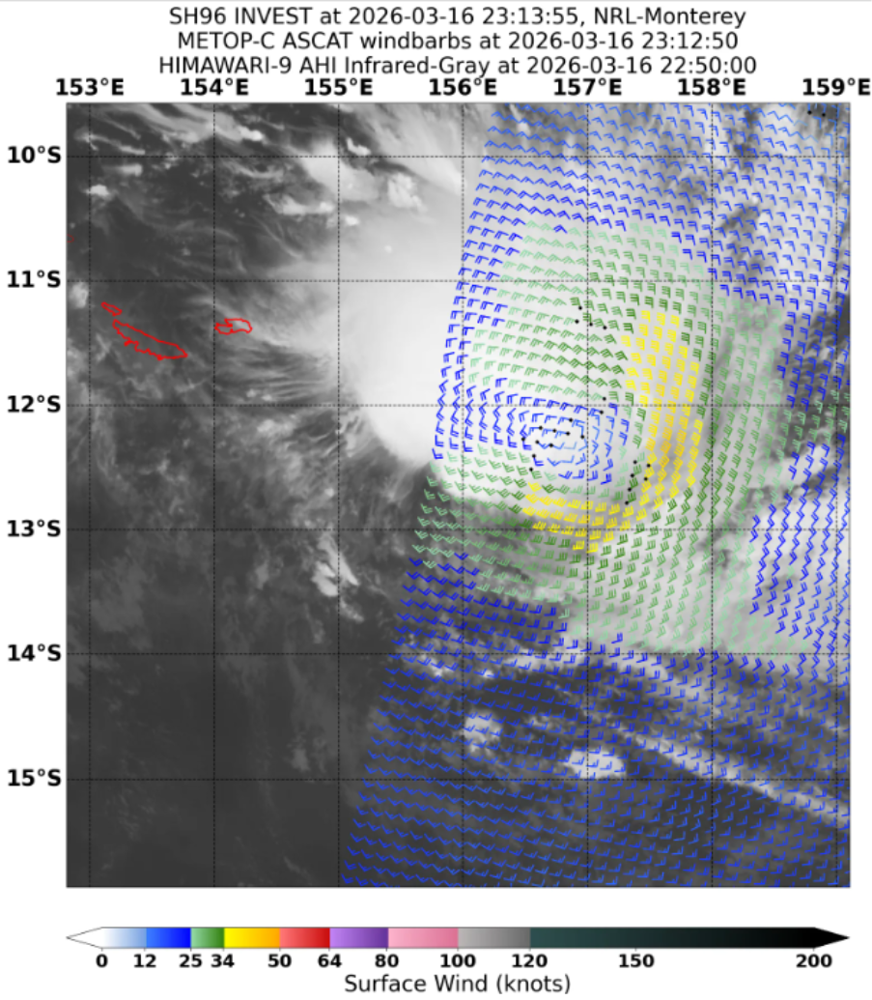 SH96 INVEST at 2026-03-16 23:13:55, NRL-Monterey
METOP-C ASCAT windbarbs at 2026-03-16 23:12:50
HIMAWARI-9 AHI Infrared-Gray at 2026-03-16 22:50:00
153°E 154°E 155°E 156°E 157°E 158°E 159°E
10°S
11°S
12°S
13°S
14°S
15°S
0 12 25 34 50 64 80 100 120 150 200
Surface Wind (knots)